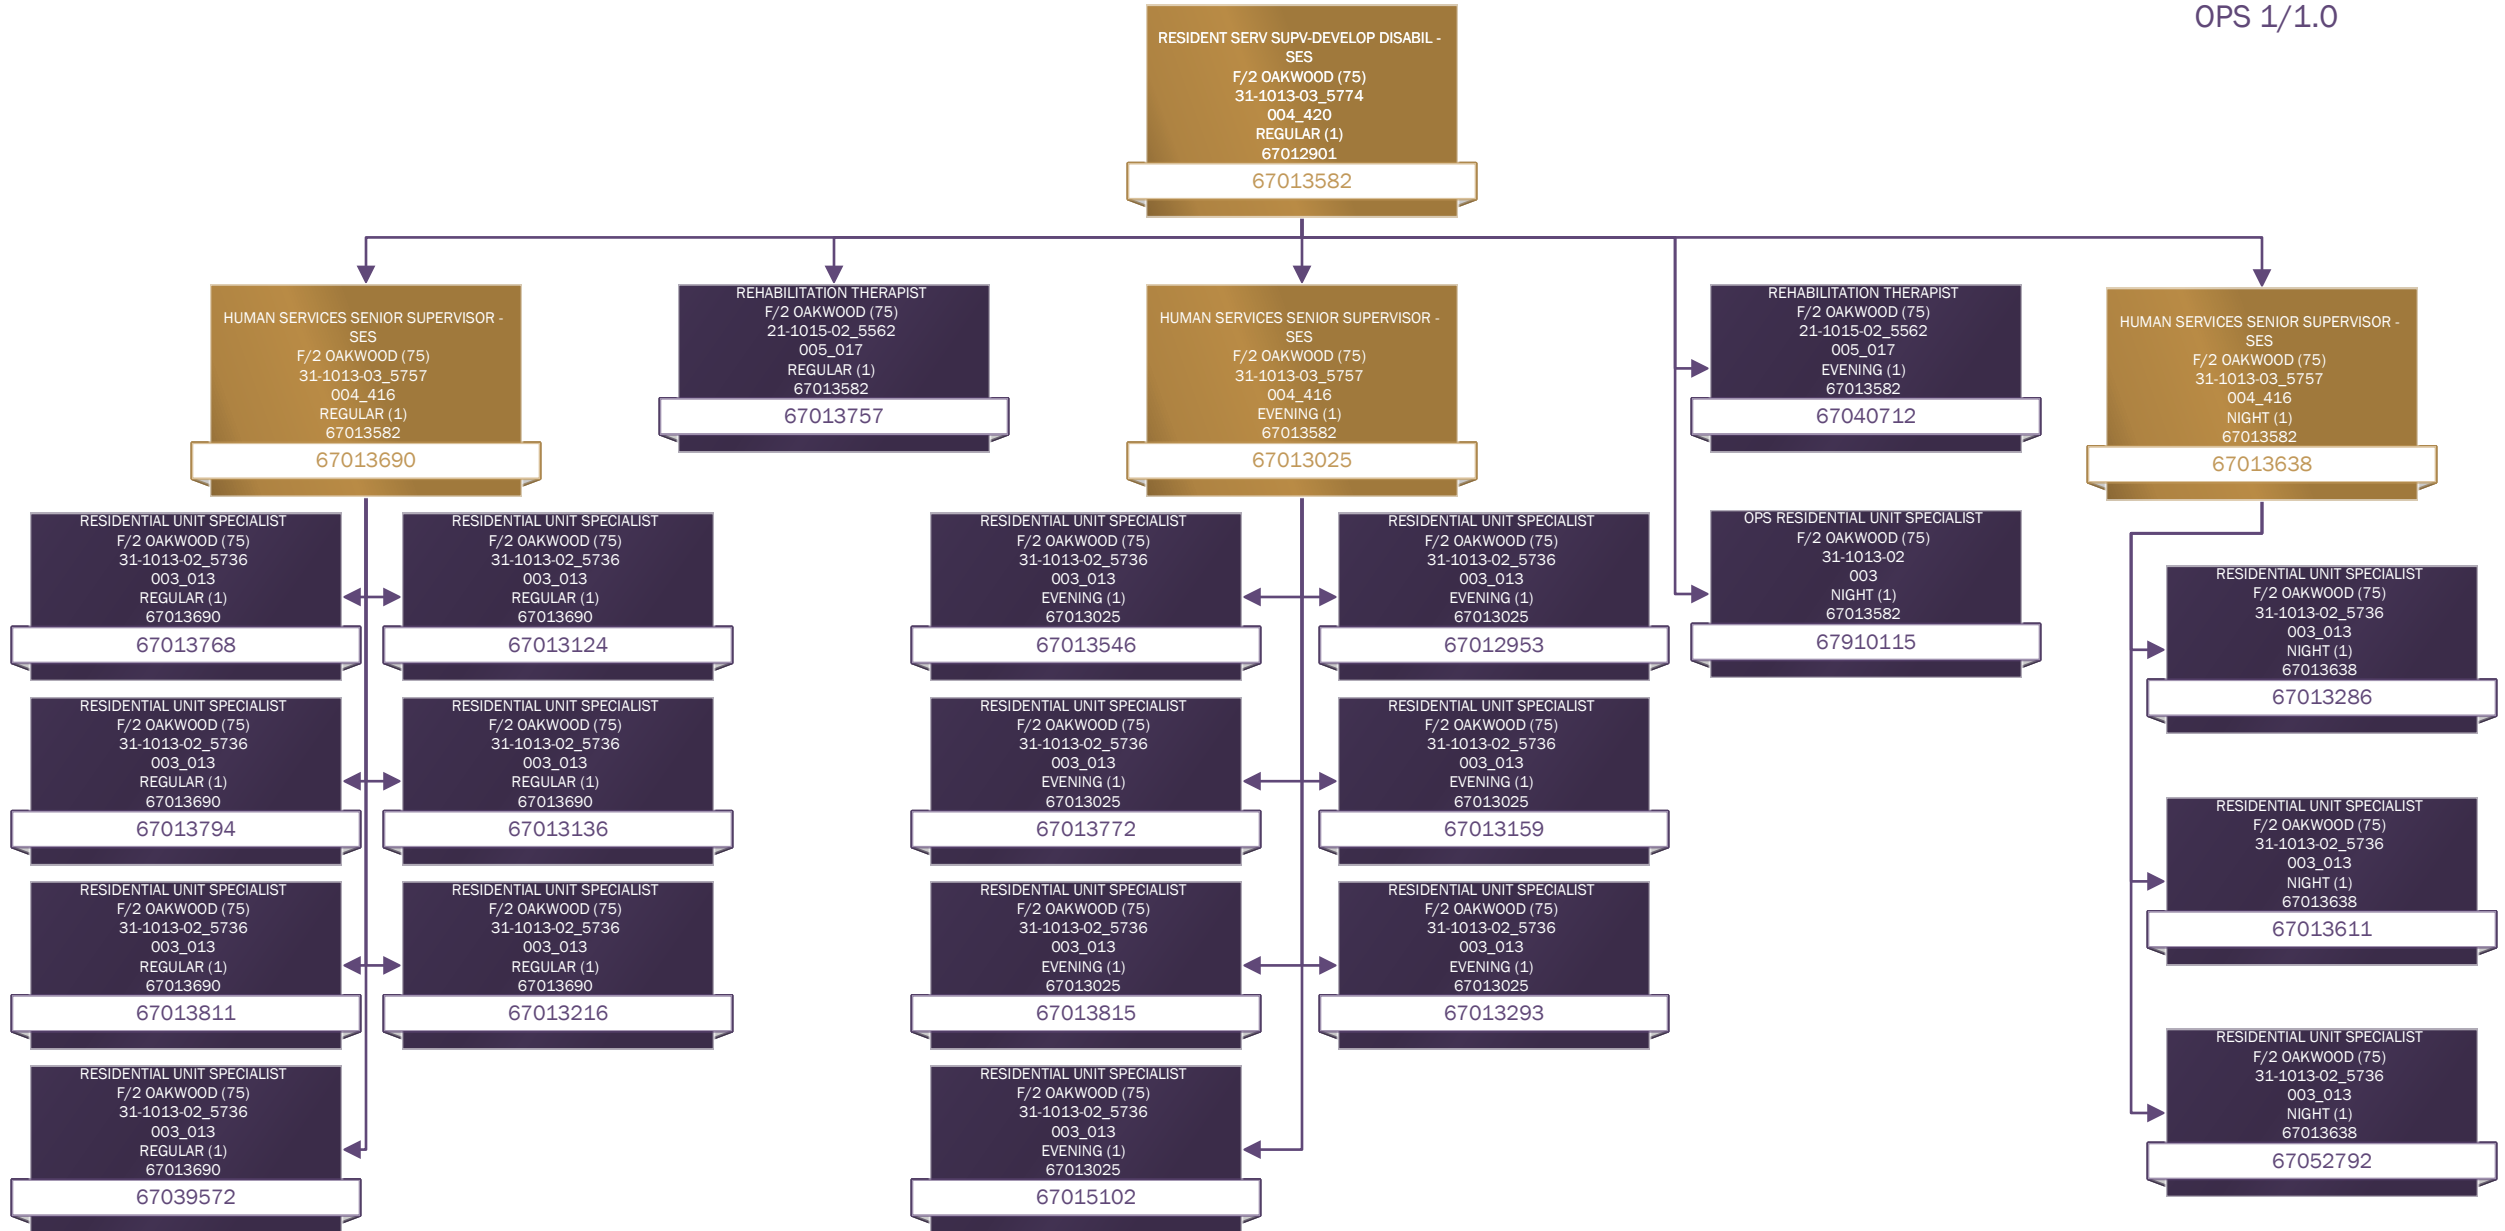 OPS 1/1.0
RESIDENT SERV SUPV-DEVELOP DISABIL -
SES
F/2 OAKWOOD (75)
31-1013-03_5774
004_420
REGULAR (1)
67012901
67013582
HUMAN SERVICES SENIOR SUPERVISOR -
SES
F/2 OAKWOOD (75)
31-1013-03_5757
004_416
REGULAR (1)
67013582
67013690
REHABILITATION THERAPIST
F/2 OAKWOOD (75)
21-1015-02_5562
005_017
REGULAR (1)
67013582
67013757
HUMAN SERVICES SENIOR SUPERVISOR -
SES
F/2 OAKWOOD (75)
31-1013-03_5757
004_416
EVENING (1)
67013582
67013025
REHABILITATION THERAPIST
F/2 OAKWOOD (75)
21-1015-02_5562
005_017
EVENING (1)
67013582
67040712
HUMAN SERVICES SENIOR SUPERVISOR -
SES
F/2 OAKWOOD (75)
31-1013-03_5757
004_416
NIGHT (1)
67013582
67013638
RESIDENTIAL UNIT SPECIALIST
F/2 OAKWOOD (75)
31-1013-02_5736
003_013
REGULAR (1)
67013690
67013768
RESIDENTIAL UNIT SPECIALIST
F/2 OAKWOOD (75)
31-1013-02_5736
003_013
REGULAR (1)
67013690
67013124
RESIDENTIAL UNIT SPECIALIST
F/2 OAKWOOD (75)
31-1013-02_5736
003_013
EVENING (1)
67013025
67013546
RESIDENTIAL UNIT SPECIALIST
F/2 OAKWOOD (75)
31-1013-02_5736
003_013
EVENING (1)
67013025
67012953
OPS RESIDENTIAL UNIT SPECIALIST
F/2 OAKWOOD (75)
31-1013-02
003
NIGHT (1)
67013582
67910115
RESIDENTIAL UNIT SPECIALIST
F/2 OAKWOOD (75)
31-1013-02_5736
003_013
NIGHT (1)
67013638
67013286
RESIDENTIAL UNIT SPECIALIST
F/2 OAKWOOD (75)
31-1013-02_5736
003_013
REGULAR (1)
67013690
67013794
RESIDENTIAL UNIT SPECIALIST
F/2 OAKWOOD (75)
31-1013-02_5736
003_013
REGULAR (1)
67013690
67013136
RESIDENTIAL UNIT SPECIALIST
F/2 OAKWOOD (75)
31-1013-02_5736
003_013
EVENING (1)
67013025
67013772
RESIDENTIAL UNIT SPECIALIST
F/2 OAKWOOD (75)
31-1013-02_5736
003_013
EVENING (1)
67013025
67013159
RESIDENTIAL UNIT SPECIALIST
F/2 OAKWOOD (75)
31-1013-02_5736
003_013
NIGHT (1)
67013638
67013611
RESIDENTIAL UNIT SPECIALIST
F/2 OAKWOOD (75)
31-1013-02_5736
003_013
REGULAR (1)
67013690
67013811
RESIDENTIAL UNIT SPECIALIST
F/2 OAKWOOD (75)
31-1013-02_5736
003_013
REGULAR (1)
67013690
67013216
RESIDENTIAL UNIT SPECIALIST
F/2 OAKWOOD (75)
31-1013-02_5736
003_013
EVENING (1)
67013025
67013815
RESIDENTIAL UNIT SPECIALIST
F/2 OAKWOOD (75)
31-1013-02_5736
003_013
EVENING (1)
67013025
67013293
RESIDENTIAL UNIT SPECIALIST
F/2 OAKWOOD (75)
31-1013-02_5736
003_013
NIGHT (1)
67013638
67052792
RESIDENTIAL UNIT SPECIALIST
F/2 OAKWOOD (75)
31-1013-02_5736
003_013
REGULAR (1)
67013690
67039572
RESIDENTIAL UNIT SPECIALIST
F/2 OAKWOOD (75)
31-1013-02_5736
003_013
EVENING (1)
67013025
67015102